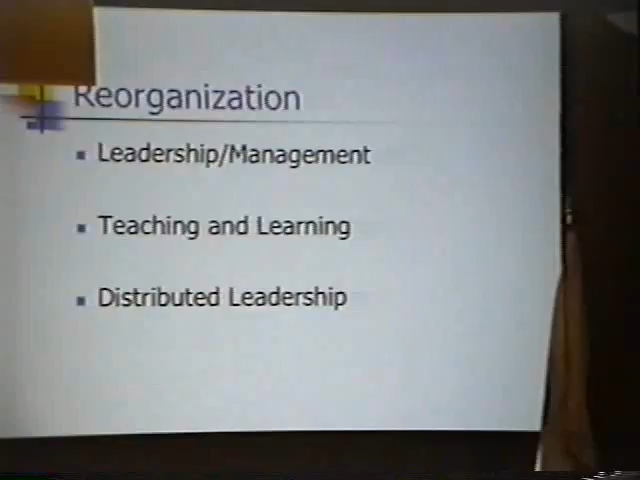 Reorganization
Leadership/Management
Teaching and Learning
Distributed Leadership